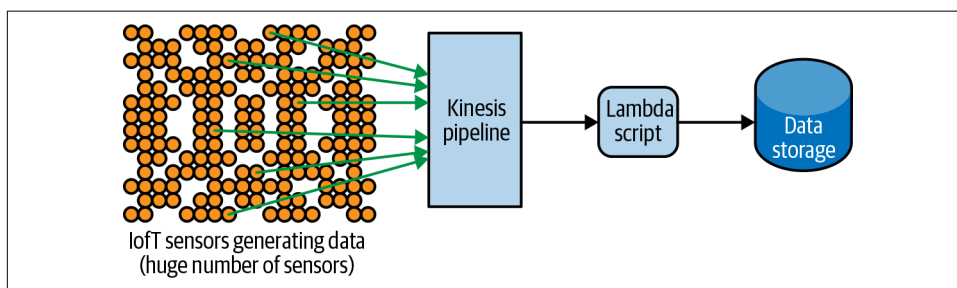 Kinesis
pipeline
Lambda
script
Data
storage
IofT sensors generating data
(huge number of sensors)